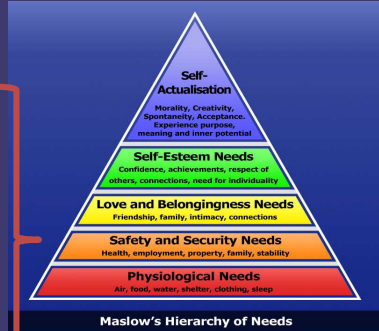 Self-
Actualisation
Morality, Creativity,
Spontaneity, Acceptance.
Experience purpose,
meaning and inner potential
Self-Esteem Needs
Confidence, achievements, respect of
others, connections, need for individuality
Love and Belongingness Needs
Friendship, family, intimacy, connections
Safety and Security Needs
Health, employment, property, family, stability
Physiological Needs
Air, food, water, shelter, clothing, sleep
Maslow's Hierarchy of Needs